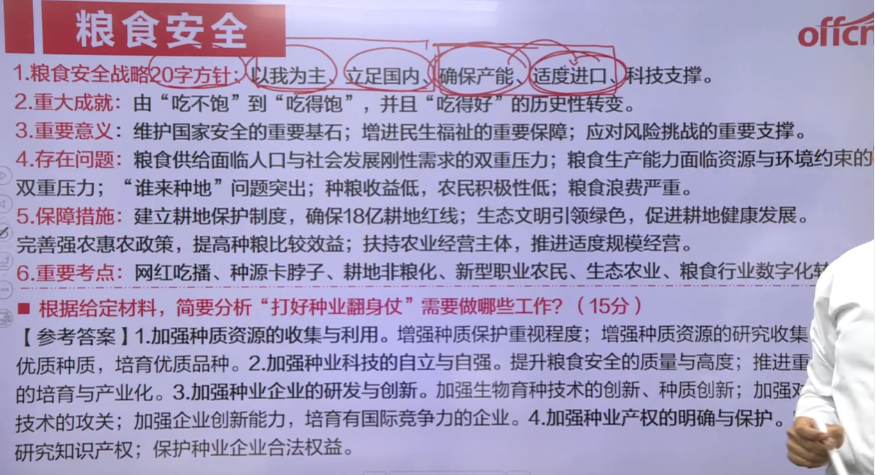 粮食安全
offcn
1.粮食安全战略20字方针：以我为主、立足国内、确保产能、适度进口、科技支撑。
2.重大成就：由“吃不饱”到“吃得饱”，并且“吃得好”的历史性转变。
3.重要意义：维护国家安全的重要基石；增进民生福祉的重要保障；应对风险挑战的重要支撑。
4.存在问题：粮食供给面临人口与社会发展刚性需求的双重压力；粮食生产能力面临资源与环境约束的
双重压力；“谁来种地”问题突出；种粮收益低，农民积极性低；粮食浪费严重。
5.保障措施：建立耕地保护制度，确保18亿耕地红线；生态文明引领绿色，促进耕地健康发展。
完善强农惠农政策，提高种粮比较效益；扶持农业经营主体，推进适度规模经营。
6.重要考点：网红吃播、种源卡脖子、耕地非粮化、新型职业农民、生态农业、粮食行业数字化转
■ 根据给定材料，简要分析“打好种业翻身仗”需要做哪些工作？（15分）
【参考答案】1.加强种质资源的收集与利用。增强种质保护重视程度；增强种质资源的研究收集
优质种质，培育优质品种。2.加强种业科技的自立与自强。提升粮食安全的质量与高度；推进重
的培育与产业化。3.加强种业企业的研发与创新。加强生物育种技术的创新、种质创新；加强对
技术的攻关；加强企业创新能力，培育有国际竞争力的企业。4.加强种业产权的明确与保护。
研究知识产权；保护种业企业合法权益。